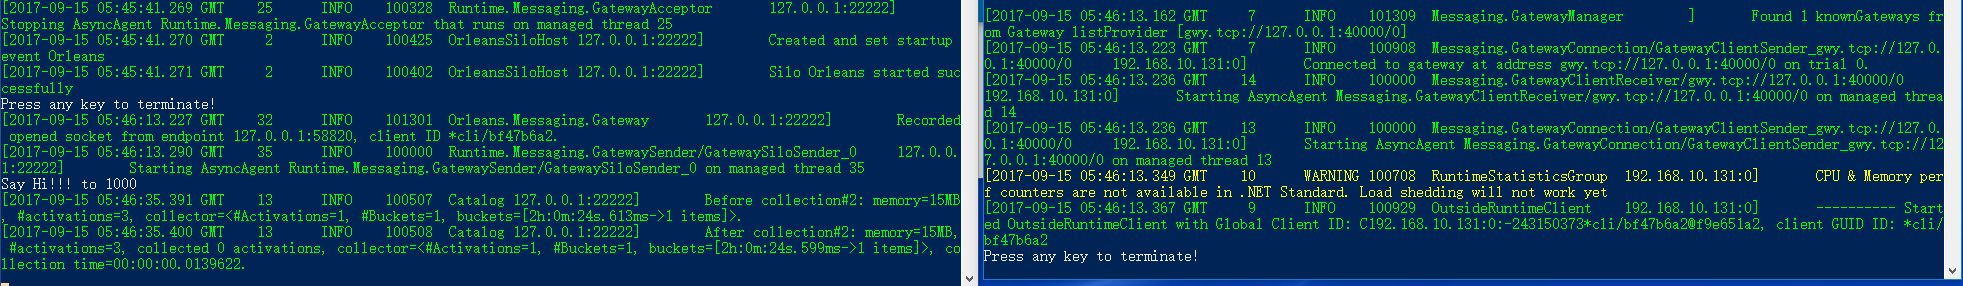 [2017-09-15 05:45:41.269 GMT    25      INFO    100328  Runtime.Messaging.GatewayAcceptor       127.0.0.1:22222]
Stopping AsyncAgent Runtime.Messaging.GatewayAcceptor that runs on managed thread 25
[2017-09-15 05:45:41.270 GMT     2      INFO    100425  OrleansSiloHost 127.0.0.1:22222]        Created and set startup
event Orleans
[2017-09-15 05:45:41.271 GMT     2      INFO    100402  OrleansSiloHost 127.0.0.1:22222]        Silo Orleans started suc
cessfully
Press any key to terminate!
[2017-09-15 05:46:13.227 GMT    32      INFO    101301  Orleans.Messaging.Gateway       127.0.0.1:22222]        Recorded
 opened socket from endpoint 127.0.0.1:58820, client ID *cli/bf47b6a2.
[2017-09-15 05:46:13.290 GMT    35      INFO    100000  Runtime.Messaging.GatewaySender/GatewaySiloSender_0     127.0.0.
1:22222]        Starting AsyncAgent Runtime.Messaging.GatewaySender/GatewaySiloSender_0 on managed thread 35
Say Hi!!! to 1000
[2017-09-15 05:46:35.391 GMT    13      INFO    100507  Catalog 127.0.0.1:22222]        Before collection#2: memory=15MB
, #activations=3, collector=<#Activations=1, #Buckets=1, buckets=[2h:0m:24s.613ms->1 items]>.
[2017-09-15 05:46:35.400 GMT    13      INFO    100508  Catalog 127.0.0.1:22222]        After collection#2: memory=15MB,
 #activations=3, collected 0 activations, collector=<#Activations=1, #Buckets=1, buckets=[2h:0m:24s.599ms->1 items]>, co
llection time=00:00:00.0139622.
[2017-09-15 05:46:13.162 GMT     7      INFO    101309  Messaging.GatewayManager        ]       Found 1 knownGateways fr
om Gateway listProvider [gwy.tcp://127.0.0.1:40000/0]
[2017-09-15 05:46:13.223 GMT     7      INFO    100908  Messaging.GatewayConnection/GatewayClientSender_gwy.tcp://127.0.
0.1:40000/0     192.168.10.131:0]       Connected to gateway at address gwy.tcp://127.0.0.1:40000/0 on trial 0.
[2017-09-15 05:46:13.236 GMT    14      INFO    100000  Messaging.GatewayClientReceiver/gwy.tcp://127.0.0.1:40000/0
192.168.10.131:0]       Starting AsyncAgent Messaging.GatewayClientReceiver/gwy.tcp://127.0.0.1:40000/0 on managed threa
d 14
[2017-09-15 05:46:13.236 GMT    13      INFO    100000  Messaging.GatewayConnection/GatewayClientSender_gwy.tcp://127.0.
0.1:40000/0     192.168.10.131:0]       Starting AsyncAgent Messaging.GatewayConnection/GatewayClientSender_gwy.tcp://12
7.0.0.1:40000/0 on managed thread 13
[2017-09-15 05:46:13.349 GMT    10      WARNING 100708  RuntimeStatisticsGroup  192.168.10.131:0]       CPU & Memory per
f counters are not available in .NET Standard. Load shedding will not work yet
[2017-09-15 05:46:13.367 GMT     9      INFO    100929  OutsideRuntimeClient    192.168.10.131:0]       ---------- Start
ed OutsideRuntimeClient with Global Client ID: C192.168.10.131:0:-243150373*cli/bf47b6a2@f9e651a2, client GUID ID: *cli/
bf47b6a2
Press any key to terminate!